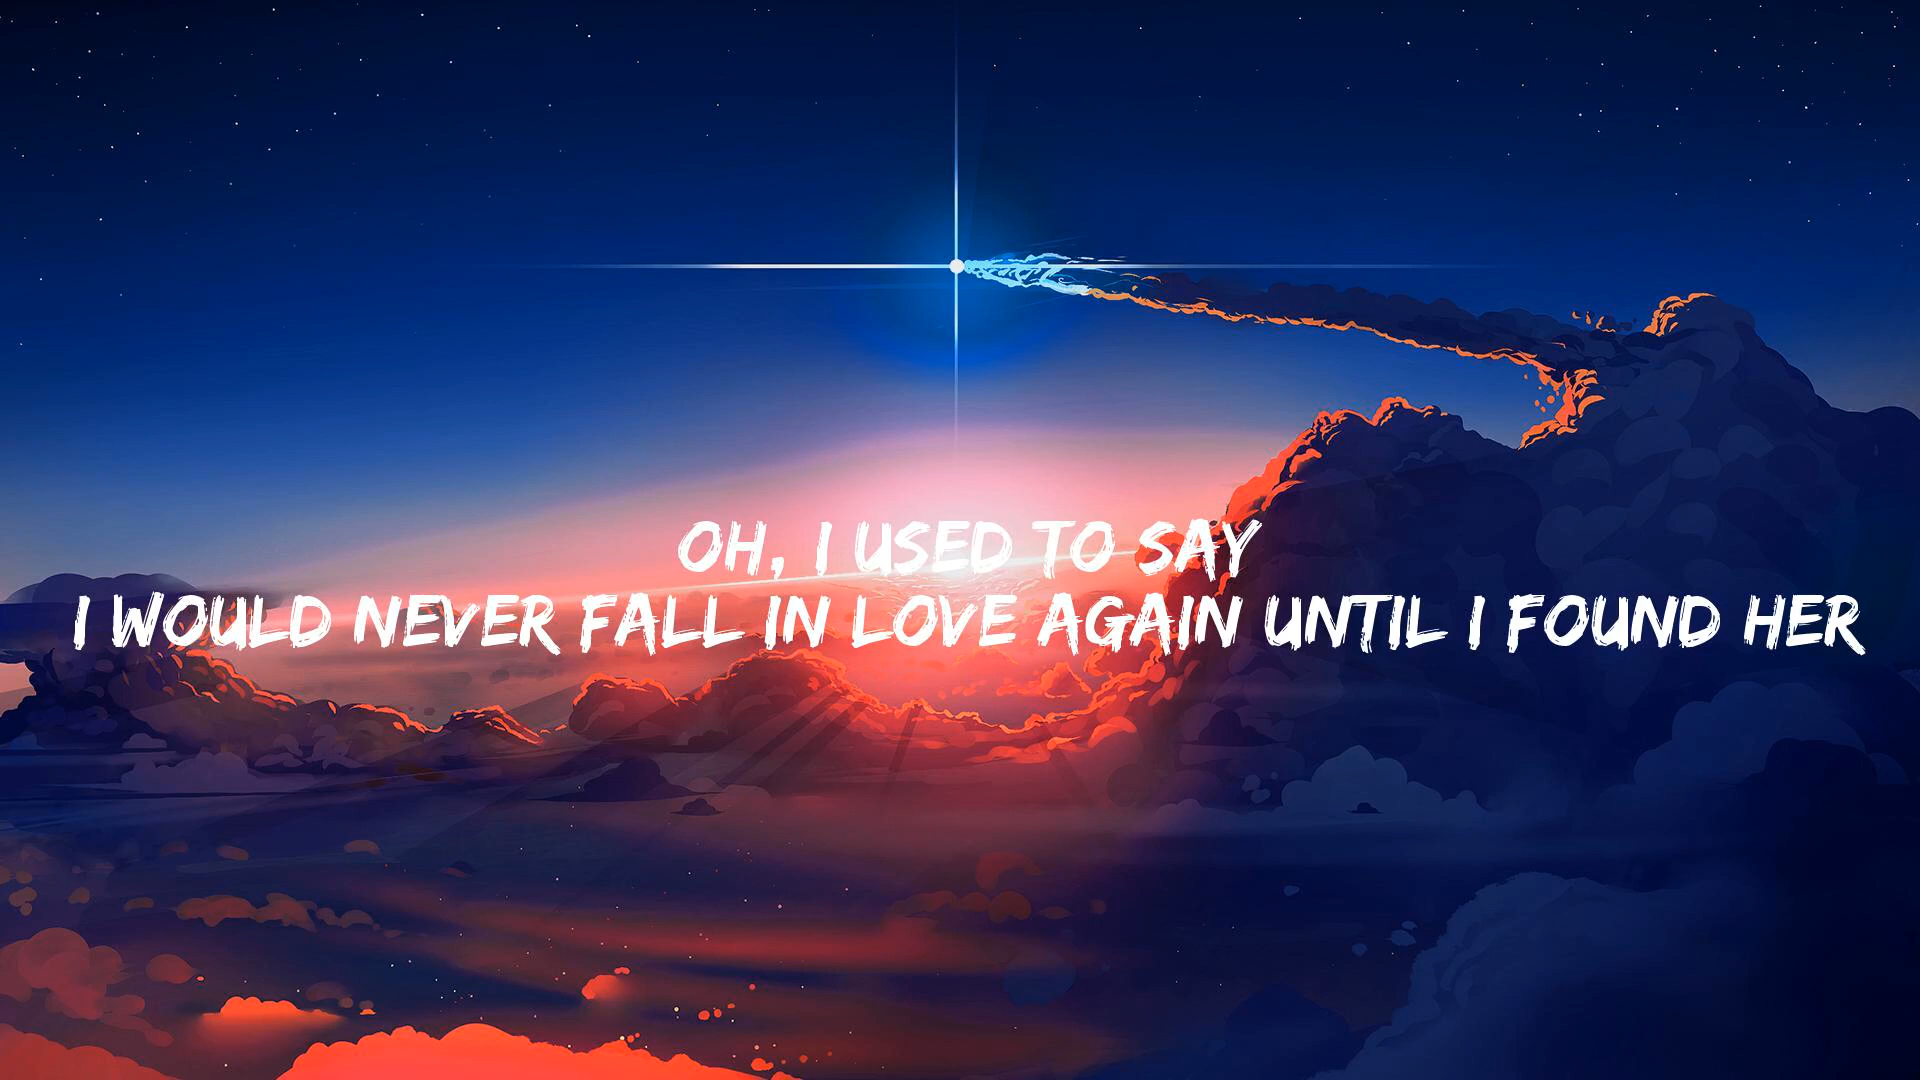 OH, I USED TO SAY
I WOULD NEVER FALL IN LOVE AGAIN UNTIL I FOUND HER